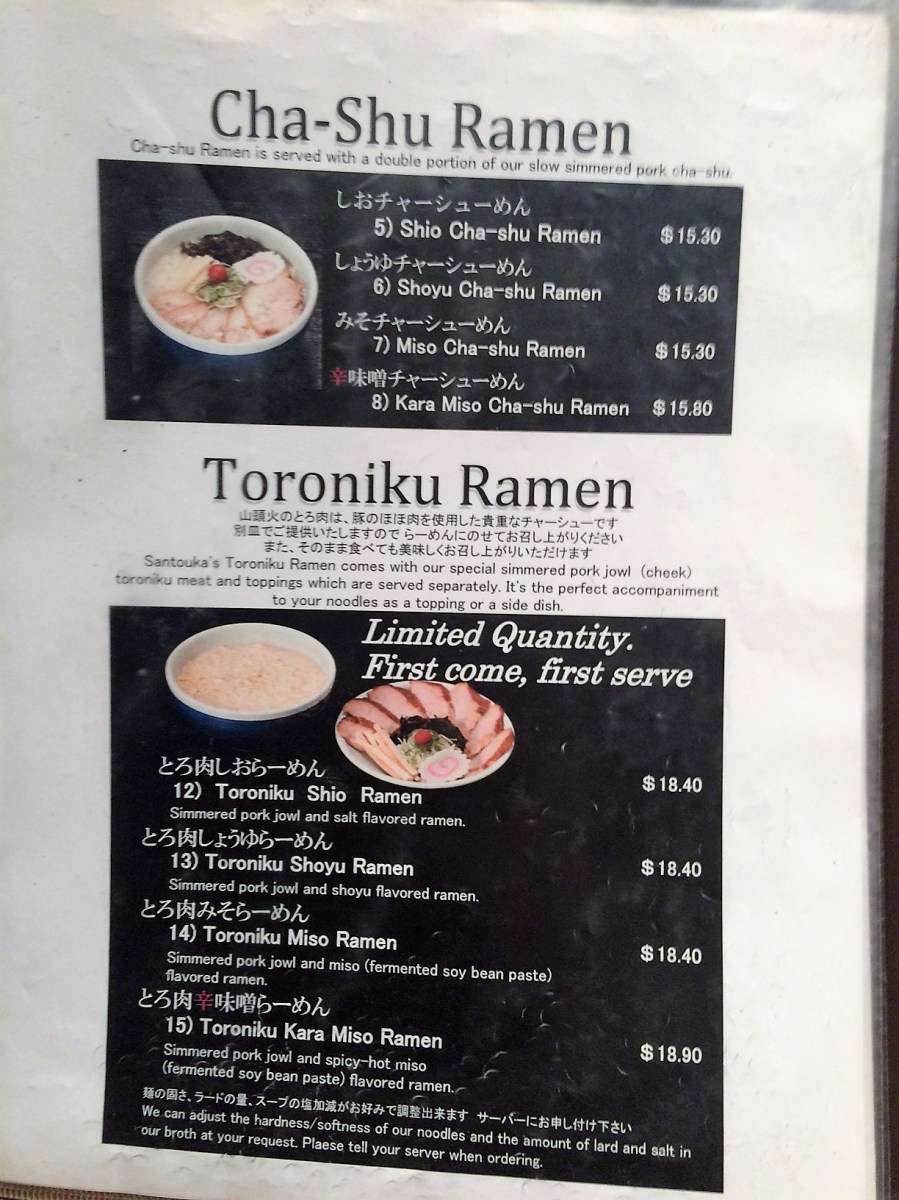 Cha-Shu Ramen
Cha-shu Ramen is served with a double portion of our slow simmered pork cha-shu.
しおチャーシューめん
5) Shio Cha-shu Ramen $15.30
しょうゆチャーシューめん
6) Shoyu Cha-shu Ramen $15.30
みそチャーシューめん
7) Miso Cha-shu Ramen $15.30
辛味噌チャーシューめん
8) Kara Miso Cha-shu Ramen $15.80
Toroniku Ramen
山頭火のとろ肉は、豚のほほ肉を使用した貴重なチャーシューです
別皿でご提供いたしますので らーめんにのせてお召し上がりください
また、そのまま食べても美味しくお召し上がりいただけます
Santouka's Toroniku Ramen comes with our special simmered pork jowl (cheek)
toroniku meat and toppings which are served separately. It's the perfect accompaniment
to your noodles as a topping or a side dish.
Limited Quantity.
First come, first serve
とろ肉しおらーめん
12) Toroniku Shio Ramen $18.40
Simmered pork jowl and salt flavored ramen.
とろ肉しょうゆらーめん
13) Toroniku Shoyu Ramen $18.40
Simmered pork jowl and shoyu flavored ramen.
とろ肉みそらーめん
14) Toroniku Miso Ramen $18.40
Simmered pork jowl and miso (fermented soy bean paste)
flavored ramen.
とろ肉辛味噌らーめん
15) Toroniku Kara Miso Ramen $18.90
Simmered pork jowl and spicy-hot miso
(fermented soy bean paste) flavored ramen.
麺の固さ、ラードの量、スープの塩加減がお好みで調整出来ます サーバーにお申し付け下さい
We can adjust the hardness/softness of our noodles and the amount of lard and salt in
our broth at your request. Plaese tell your server when ordering.